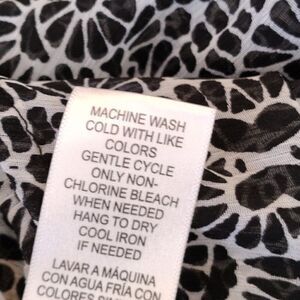 MACHINE WASH
COLD WITH LIKE
COLORS
GENTLE CYCLE
ONLY NON-
CHLORINE BLEACH
WHEN NEEDED
HANG TO DRY
COOL IRON
IF NEEDED
LAVAR A MÁQUINA
CON AGUA FRÍA CON
COLORES